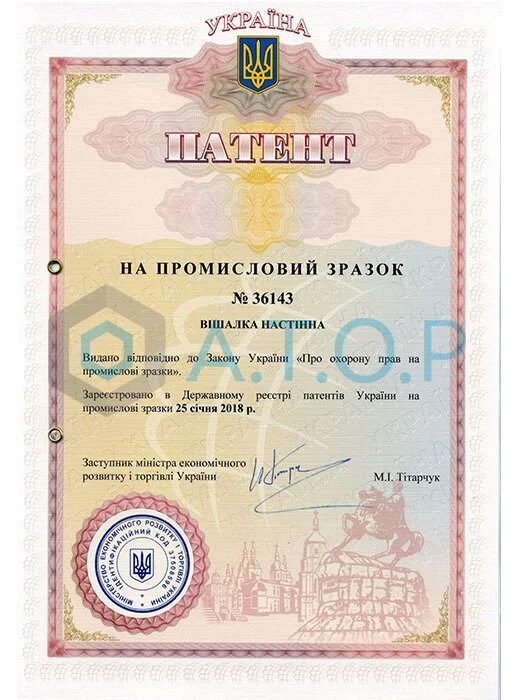 УКРАЇНА
ПАТЕНТ
НА ПРОМИСЛОВИЙ ЗРАЗОК
№ 36143
ВІШАЛКА НАСТІННА
A.T.O.P
Видано відповідно до Закону України «Про охорону прав на
промислові зразки».
Зареєстровано в Державному реєстрі патентів України на
промислові зразки 25 січня 2018 р.
Заступник міністра економічного
розвитку і торгівлі України
М.І. Тітарчук
МІНІСТЕРСТВО ЕКОНОМІЧНОГО РОЗВИТКУ І ТОРГІВЛІ УКРАЇНИ
ІДЕНТИФІКАЦІЙНИЙ КОД 37508596